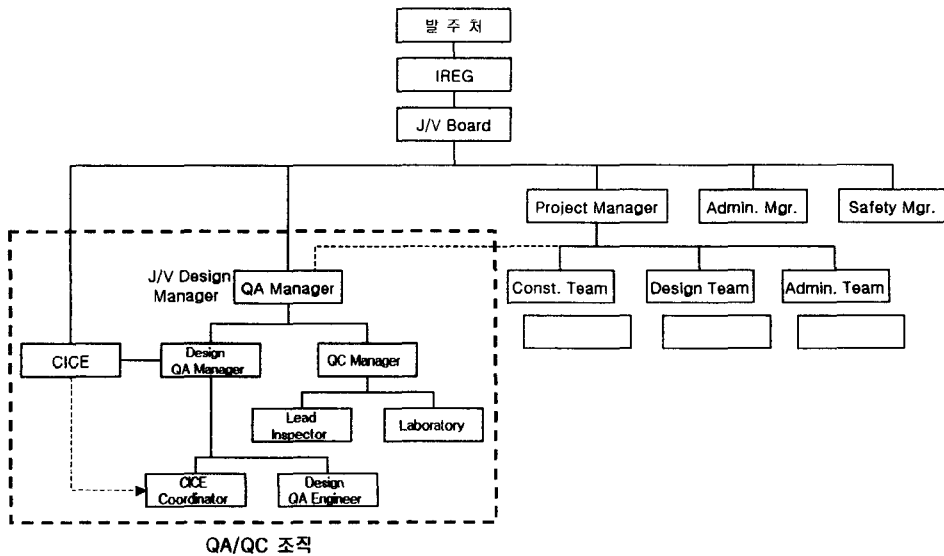 발 주 처
IREG
J/V Board
Project Manager
Admin. Mgr.
Safety Mgr.
J/V Design
Manager
QA Manager
Const. Team
Design Team
Admin. Team
CICE
Design
QA Manager
QC Manager
Lead
Inspector
Laboratory
CICE
Coordinator
Design
QA Engineer
QA/QC 조직